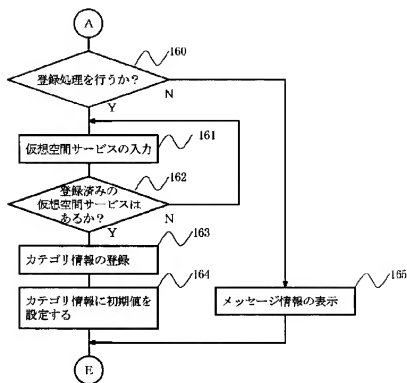 A
160
登録処理を行うか?
N
Y
161
仮想空間サービスの入力
162
登録済みの
仮想空間サービスは
あるか?
N
Y
163
カテゴリ情報の登録
164
カテゴリ情報に初期値を
設定する
165
メッセージ情報の表示
E